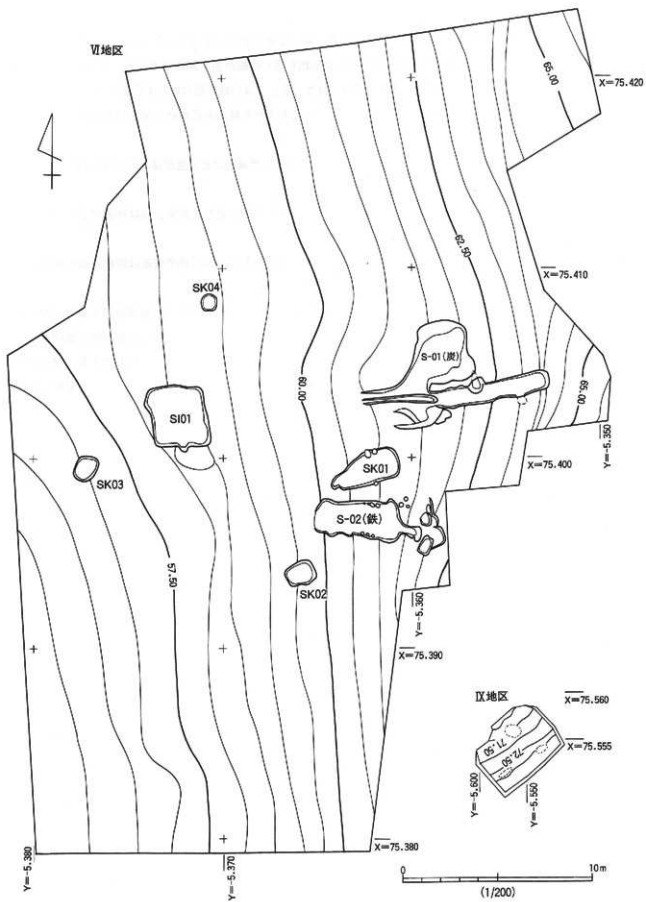 Ⅵ地区
65.00
X=75.420
62.50
X=75.410
SK04
S-01(炭)
60.00
65.00
SI01
Y=-5.350
X=75.400
SK03
SK01
S-02(鉄)
57.50
SK02
Y=-5.360
X=75.390
Ⅸ地区
X=75.560
71.50
72.50
X=75.555
Y=-5.600
Y=-5.550
X=75.380
Y=-5.380
Y=-5.370
0 10m
(1/200)